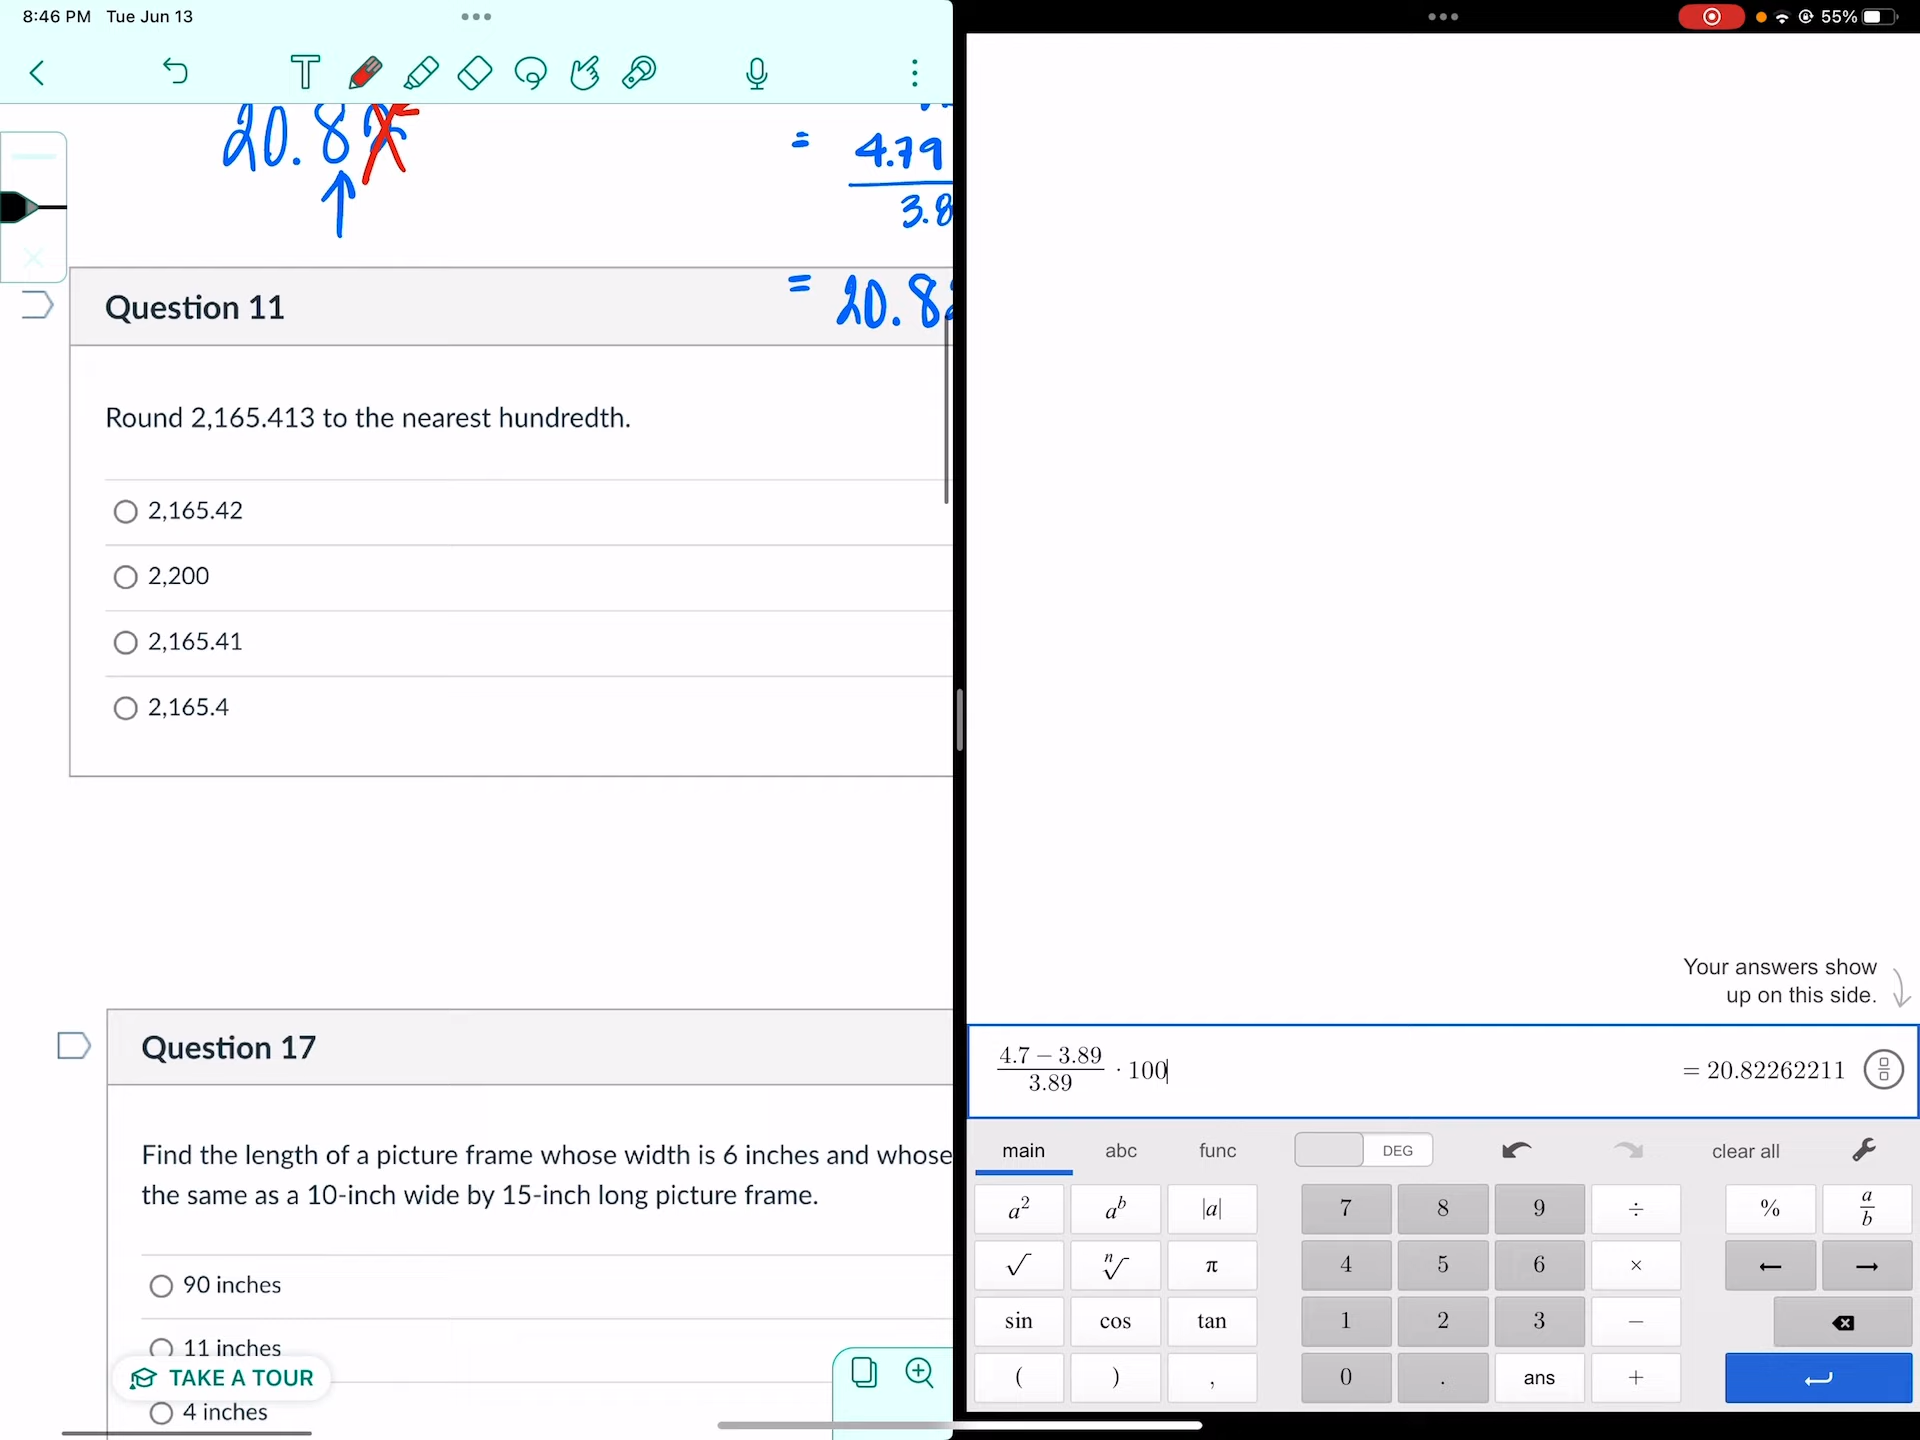 8:46 PM Tue Jun 13
55%
20.8
= 4.79
3.8
= 20.8
Question 11
Round 2,165.413 to the nearest hundredth.
2,165.42
2,200
2,165.41
2,165.4
Question 17
Find the length of a picture frame whose width is 6 inches and whose
the same as a 10-inch wide by 15-inch long picture frame.
90 inches
11 inches
TAKE A TOUR
4 inches
Your answers show
up on this side.
4.7 − 3.89
3.89
· 100
= 20.82262211
main abc func DEG clear all
a² aᵇ |a| 7 8 9 ÷ % a/b
√ ⁿ√ π 4 5 6 × ← →
sin cos tan 1 2 3 −
( ) , 0 . ans +